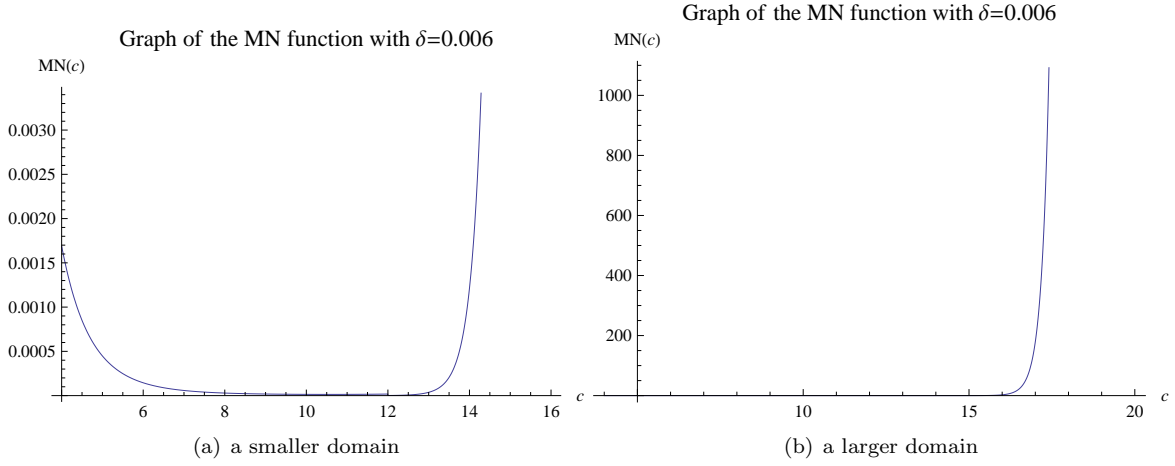 Graph of the MN function with δ=0.006
MN(c)
0.0030
0.0025
0.0020
0.0015
0.0010
0.0005
6 8 10 12 14 16 c
(a) a smaller domain
Graph of the MN function with δ=0.006
MN(c)
1000
800
600
400
200
10 15 20 c
(b) a larger domain